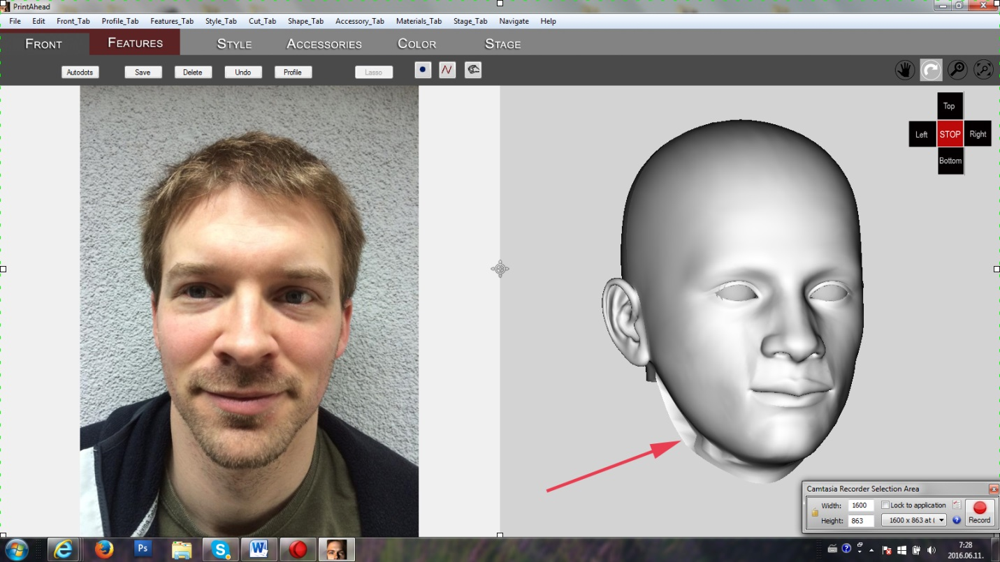 PrintAhead
File Edit Front_Tab Profile_Tab Features_Tab Style_Tab Cut_Tab Shape_Tab Accessory_Tab Materials_Tab Stage_Tab Navigate Help
FRONT FEATURES STYLE ACCESSORIES COLOR STAGE
Autodots Save Delete Undo Profile Lasso
Top
Left STOP Right
Bottom
Camtasia Recorder Selection Area
Width: 1600 Lock to application
Height: 863 1600 x 863 at ( Record
Ps W
7:28
2016.06.11.